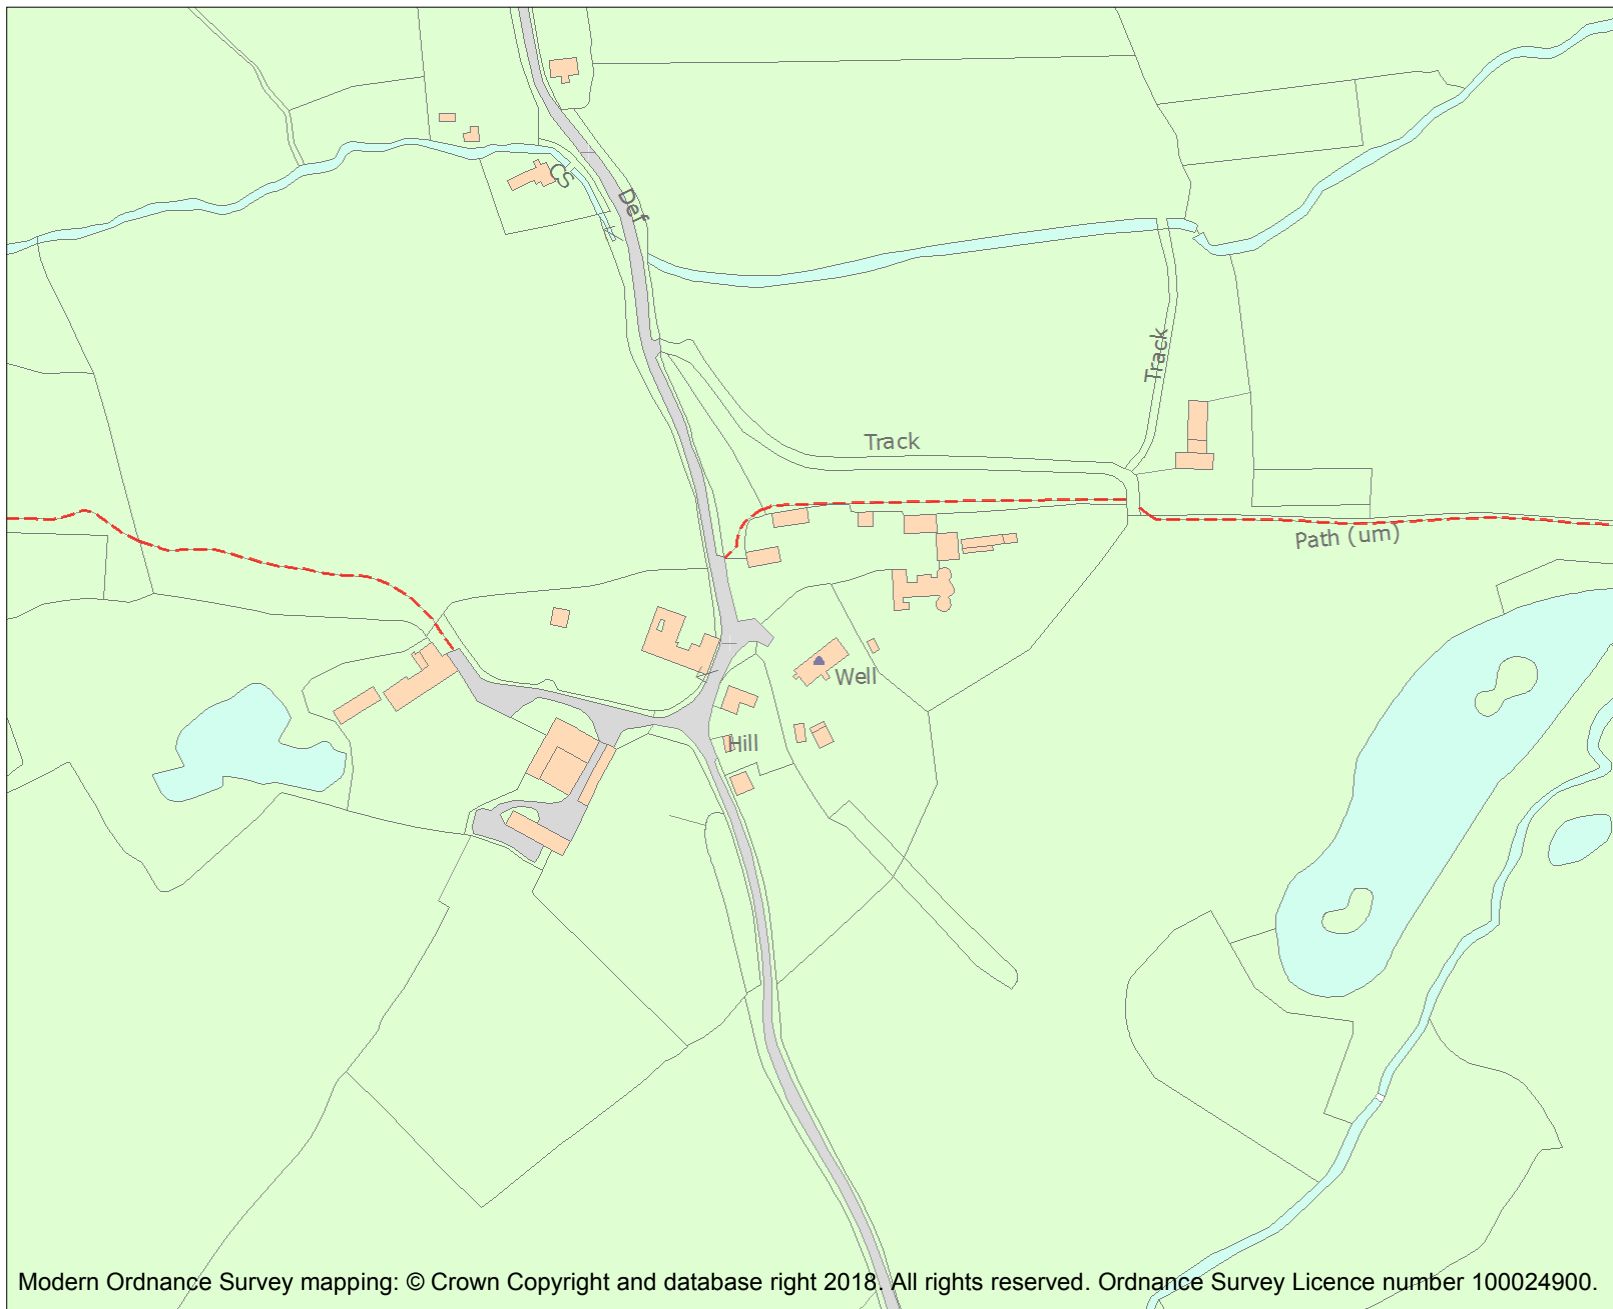 CS
Def
Track
Track
Path (um)
Well
Hill
Modern Ordnance Survey mapping: © Crown Copyright and database right 2018. All rights reserved. Ordnance Survey Licence number 100024900.